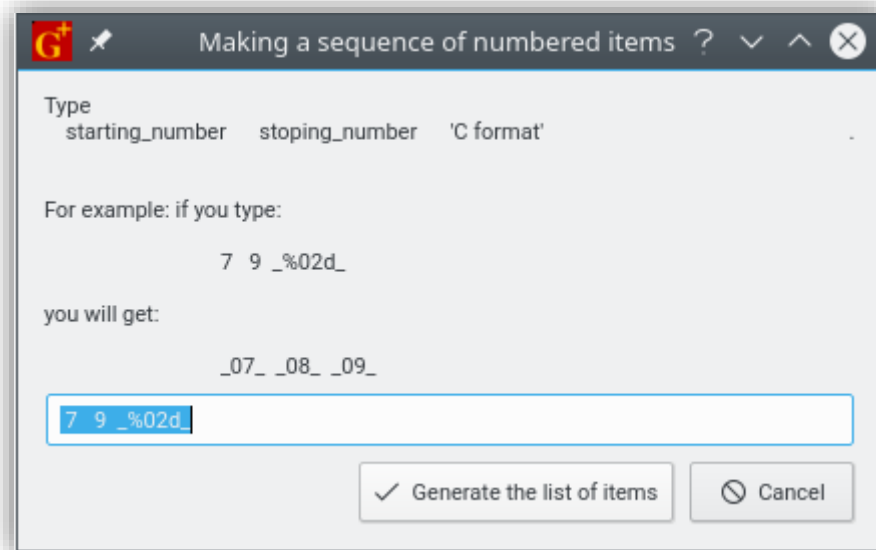 G+ Making a sequence of numbered items ?
Type
starting_number stoping_number 'C format' .
For example: if you type:
7 9 _%02d_
you will get:
_07_ _08_ _09_
7 9 _%02d_
Generate the list of items Cancel